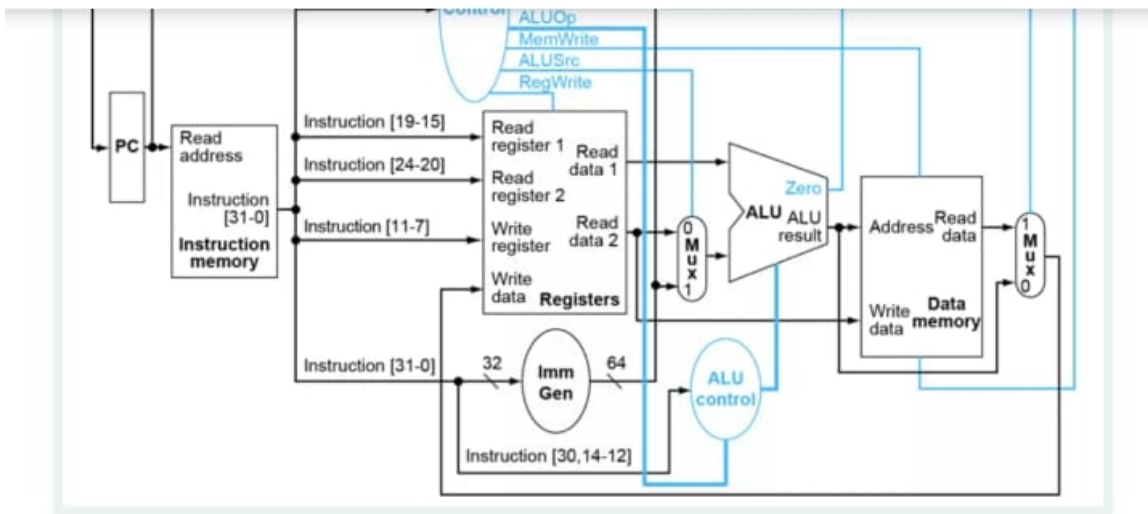 Control
ALUOp
MemWrite
ALUSrc
RegWrite
PC
Read
address
Instruction
[31-0]
Instruction
memory
Instruction [19-15]
Instruction [24-20]
Instruction [11-7]
Read
register 1
Read
data 1
Read
register 2
Write
register
Read
data 2
Write
data
Registers
0
M
u
x
1
Zero
ALU
ALU
result
Address
Read
data
Write
data
Data
memory
1
M
u
x
0
Instruction [31-0]
32
Imm
Gen
64
ALU
control
Instruction [30,14-12]